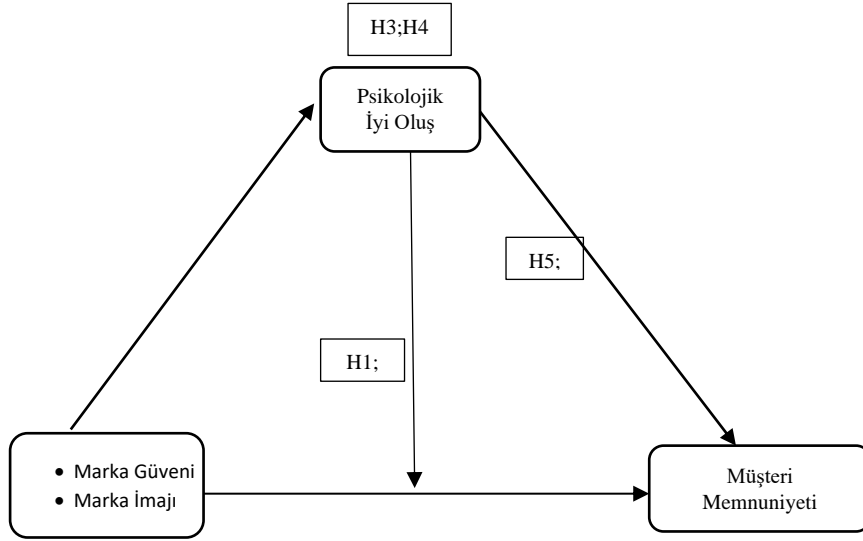 H3;H4
Psikolojik
İyi Oluş
H5;
H1;
• Marka Güveni
• Marka İmajı
Müşteri
Memnuniyeti